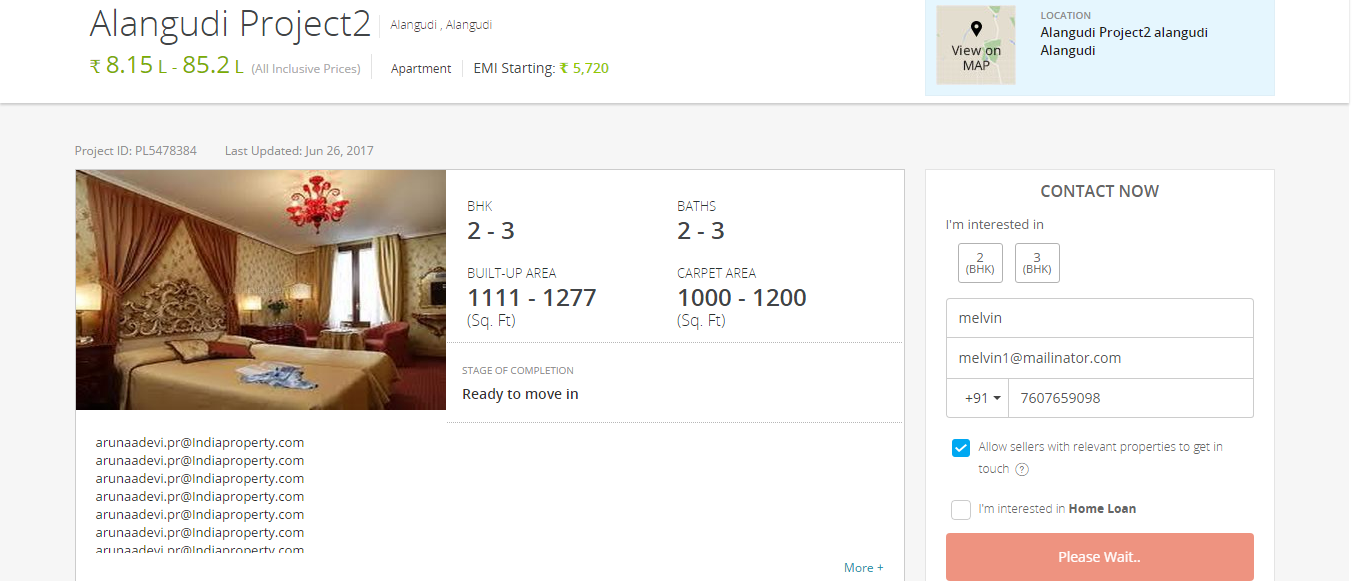 Alangudi Project2
Alangudi , Alangudi
₹ 8.15 L - 85.2 L (All Inclusive Prices)
Apartment
EMI Starting: ₹ 5,720
View on
MAP
LOCATION
Alangudi Project2 alangudi
Alangudi
Project ID: PL5478384
Last Updated: Jun 26, 2017
BHK
2 - 3
BATHS
2 - 3
BUILT-UP AREA
1111 - 1277
(Sq. Ft)
CARPET AREA
1000 - 1200
(Sq. Ft)
STAGE OF COMPLETION
Ready to move in
arunaadevi.pr@Indiaproperty.com
arunaadevi.pr@Indiaproperty.com
arunaadevi.pr@Indiaproperty.com
arunaadevi.pr@Indiaproperty.com
arunaadevi.pr@Indiaproperty.com
arunaadevi.pr@Indiaproperty.com
arunaadevi.pr@Indiaproperty.com
More +
CONTACT NOW
I'm interested in
2
(BHK)
3
(BHK)
melvin
melvin1@mailinator.com
+91
7607659098
Allow sellers with relevant properties to get in
touch ?
I'm interested in Home Loan
Please Wait..